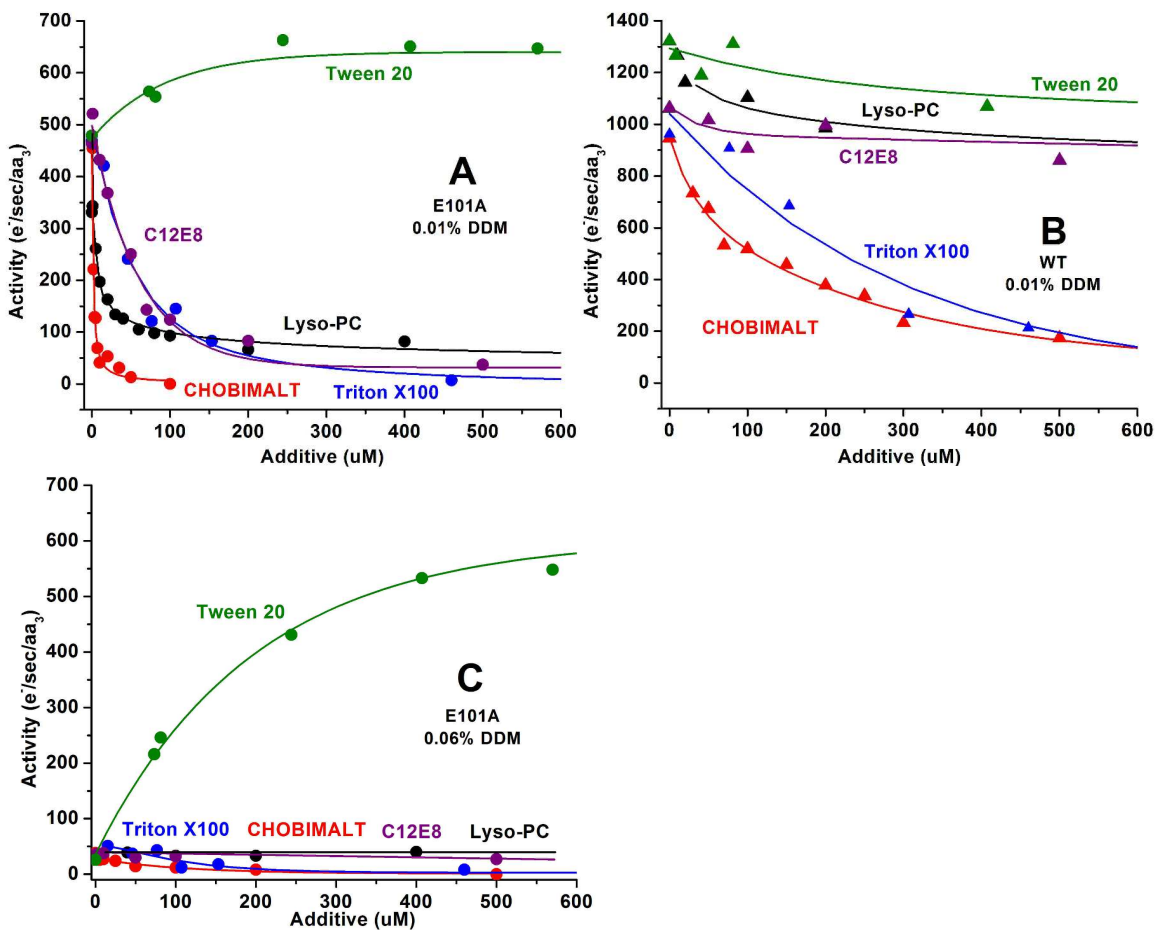 700
600
500
400
300
200
100
0
Activity (e⁻/sec/aa₃)
Tween 20
A
E101A
0.01% DDM
C12E8
Lyso-PC
CHOBIMALT
Triton X100
0 100 200 300 400 500 600
Additive (uM)
1400
1200
1000
800
600
400
200
0
Activity (e⁻/sec/aa₃)
Tween 20
Lyso-PC
C12E8
B
WT
0.01% DDM
Triton X100
CHOBIMALT
0 100 200 300 400 500 600
Additive (uM)
700
600
500
400
300
200
100
0
Activity (e⁻/sec/aa₃)
Tween 20
C
E101A
0.06% DDM
Triton X100 CHOBIMALT C12E8 Lyso-PC
0 100 200 300 400 500 600
Additive (uM)